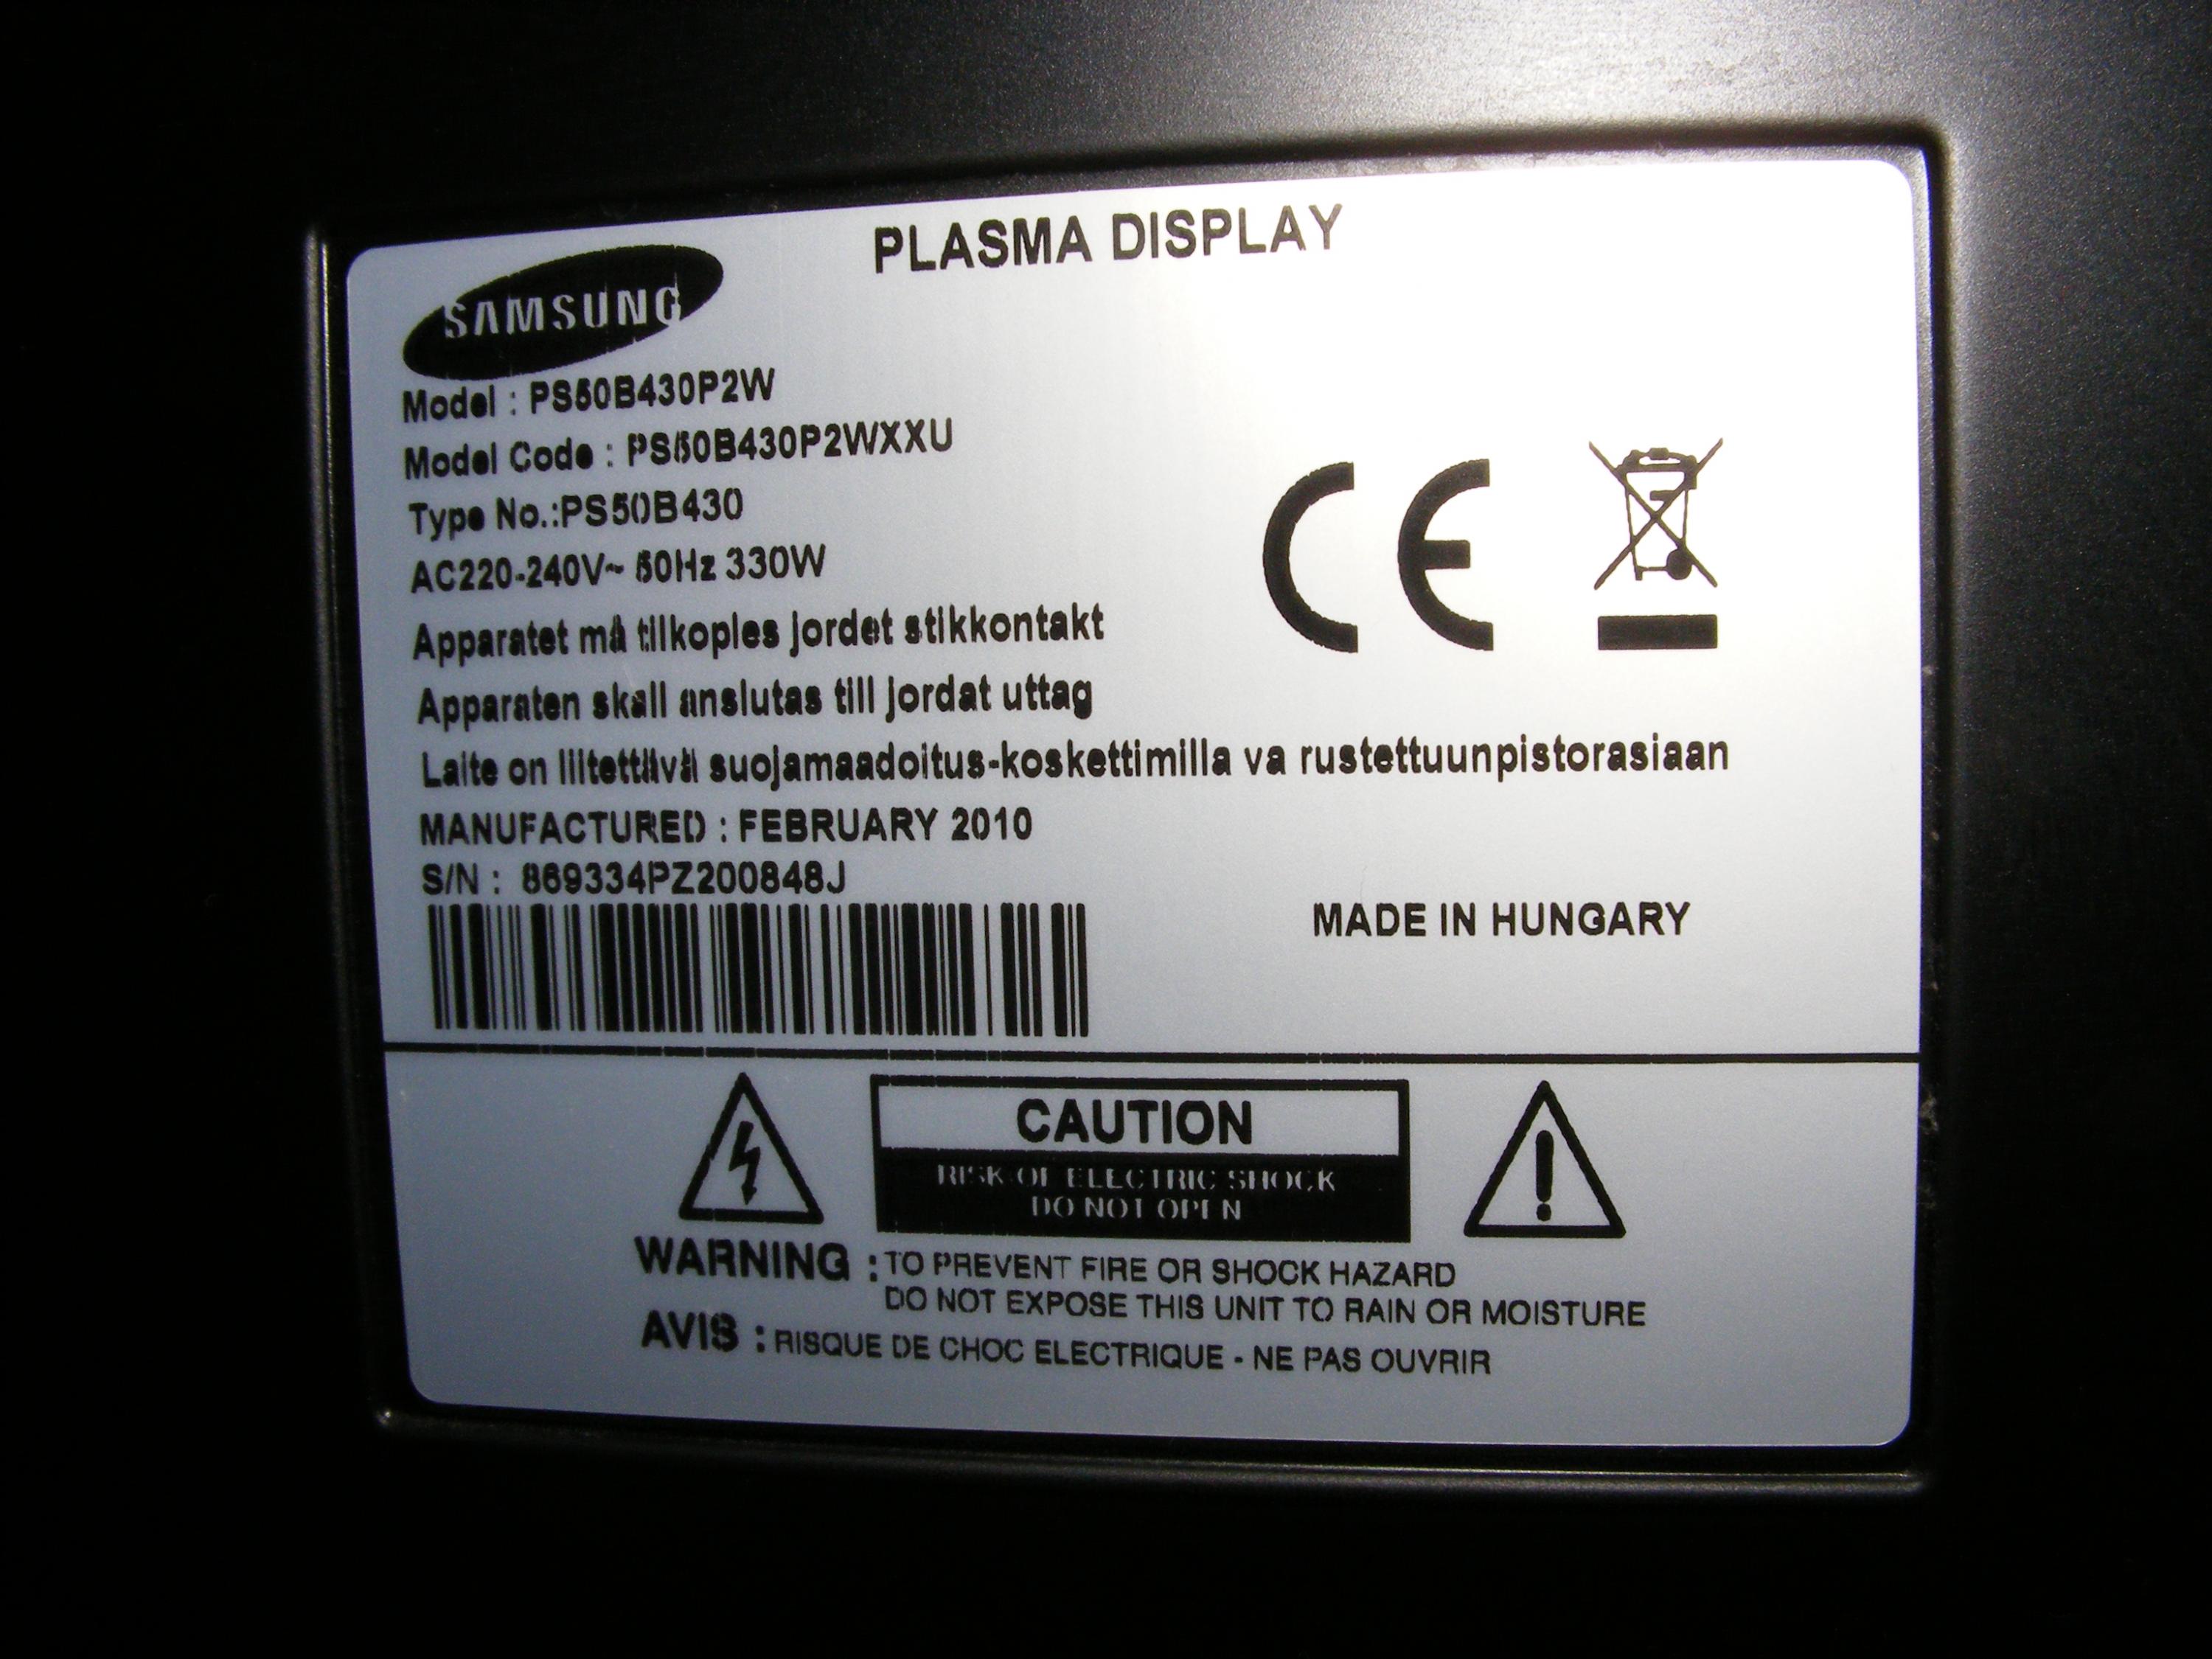 PLASMA DISPLAY
SAMSUNG
Model : PS50B430P2W
Model Code : PS50B430P2WXXU
Type No.:PS50B430
AC220-240V~ 50Hz 330W
Apparatet må tilkoples jordet stikkontakt
Apparaten skall anslutas till jordat uttag
CE
Laite on liitettävä suojamaadoitus-koskettimilla va rustettuunpistorasiaan
MANUFACTURED : FEBRUARY 2010
S/N : 869334PZ200848J
MADE IN HUNGARY
CAUTION
RISK OF ELECTRIC SHOCK
DO NOT OPEN
WARNING : TO PREVENT FIRE OR SHOCK HAZARD
DO NOT EXPOSE THIS UNIT TO RAIN OR MOISTURE
AVIS : RISQUE DE CHOC ELECTRIQUE - NE PAS OUVRIR